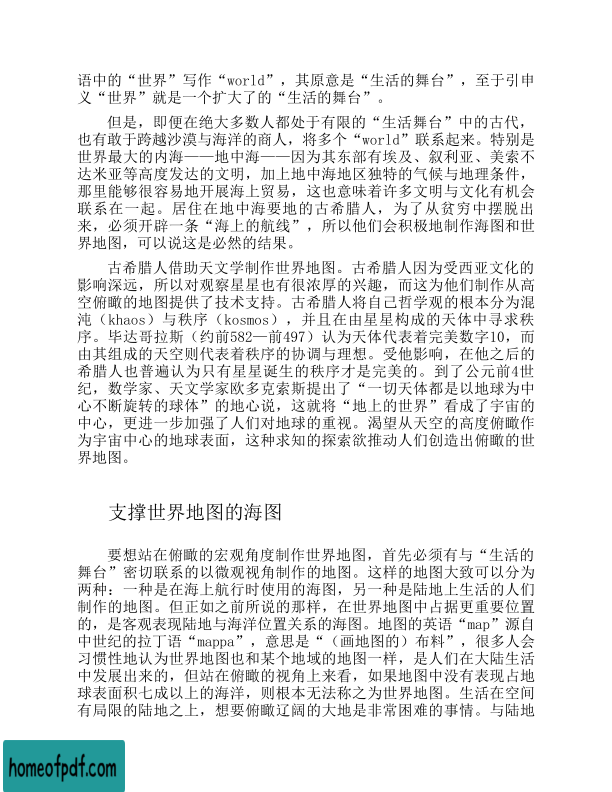 语中的“世界”写作“world”，其原意是“生活的舞台”，至于引申
义“世界”就是一个扩大了的“生活的舞台”。
但是，即便在绝大多数人都处于有限的“生活舞台”中的古代，
也有敢于跨越沙漠与海洋的商人，将多个“world”联系起来。特别是
世界最大的内海——地中海——因为其东部有埃及、叙利亚、美索不
达米亚等高度发达的文明，加上地中海地区独特的气候与地理条件，
那里能够很容易地开展海上贸易，这也意味着许多文明与文化有机会
联系在一起。居住在地中海要地的古希腊人，为了从贫穷中摆脱出
来，必须开辟一条“海上的航线”，所以他们会积极地制作海图和世
界地图，可以说这是必然的结果。
古希腊人借助天文学制作世界地图。古希腊人因为受西亚文化的
影响深远，所以对观察星星也有很浓厚的兴趣，而这为他们制作从高
空俯瞰的地图提供了技术支持。古希腊人将自己哲学观的根本分为混
沌（khaos）与秩序（kosmos），并且在由星星构成的天体中寻求秩
序。毕达哥拉斯（约前582—前497）认为天体代表着完美数字10，而
由其组成的天空则代表着秩序的协调与理想。受他影响，在他之后的
希腊人也普遍认为只有星星诞生的秩序才是完美的。到了公元前4世
纪，数学家、天文学家欧多克索斯提出了“一切天体都是以地球为中
心不断旋转的球体”的地心说，这就将“地上的世界”看成了宇宙的
中心，更进一步加强了人们对地球的重视。渴望从天空的高度俯瞰作
为宇宙中心的地球表面，这种求知的探索欲推动人们创造出俯瞰的世
界地图。
支撑世界地图的海图
要想站在俯瞰的宏观角度制作世界地图，首先必须有与“生活的
舞台”密切联系的以微观视角制作的地图。这样的地图大致可以分为
两种：一种是在海上航行时使用的海图，另一种是陆地上生活的人们
制作的地图。但正如之前所说的那样，在世界地图中占据更重要位置
的，是客观表现陆地与海洋位置关系的海图。地图的英语“map”源自
中世纪的拉丁语“mappa”，意思是“（画地图的）布料”，很多人会
习惯性地认为世界地图也和某个地域的地图一样，是人们在大陆生活
中发展出来的，但站在俯瞰的视角上来看，如果地图中没有表现占地
球表面积七成以上的海洋，则根本无法称之为世界地图。生活在空间
有局限的陆地之上，想要俯瞰辽阔的大地是非常困难的事情。与陆地
homeofpdf.com